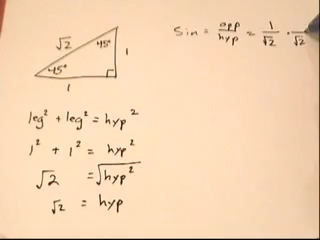 √2 45° 1
45°
1
Sin = opp/hyp = 1/√2 · /√2
leg² + leg² = hyp²
1² + 1² = hyp²
√2 = √hyp²
√2 = hyp